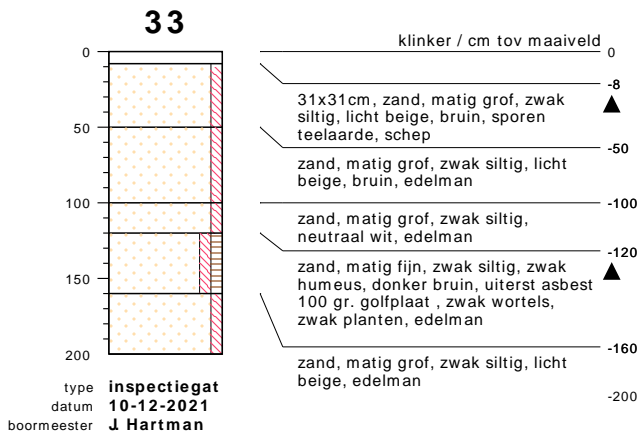 33
klinker / cm tov maaiveld
0
0
-8
31x31cm, zand, matig grof, zwak
siltig, licht beige, bruin, sporen
teelaarde, schep
50
-50
zand, matig grof, zwak siltig, licht
beige, bruin, edelman
100
-100
zand, matig grof, zwak siltig,
neutraal wit, edelman
-120
zand, matig fijn, zwak siltig, zwak
humeus, donker bruin, uiterst asbest
100 gr. golfplaat , zwak wortels,
zwak planten, edelman
150
-160
zand, matig grof, zwak siltig, licht
beige, edelman
200
-200
type inspectiegat
datum 10-12-2021
boormeester J. Hartman